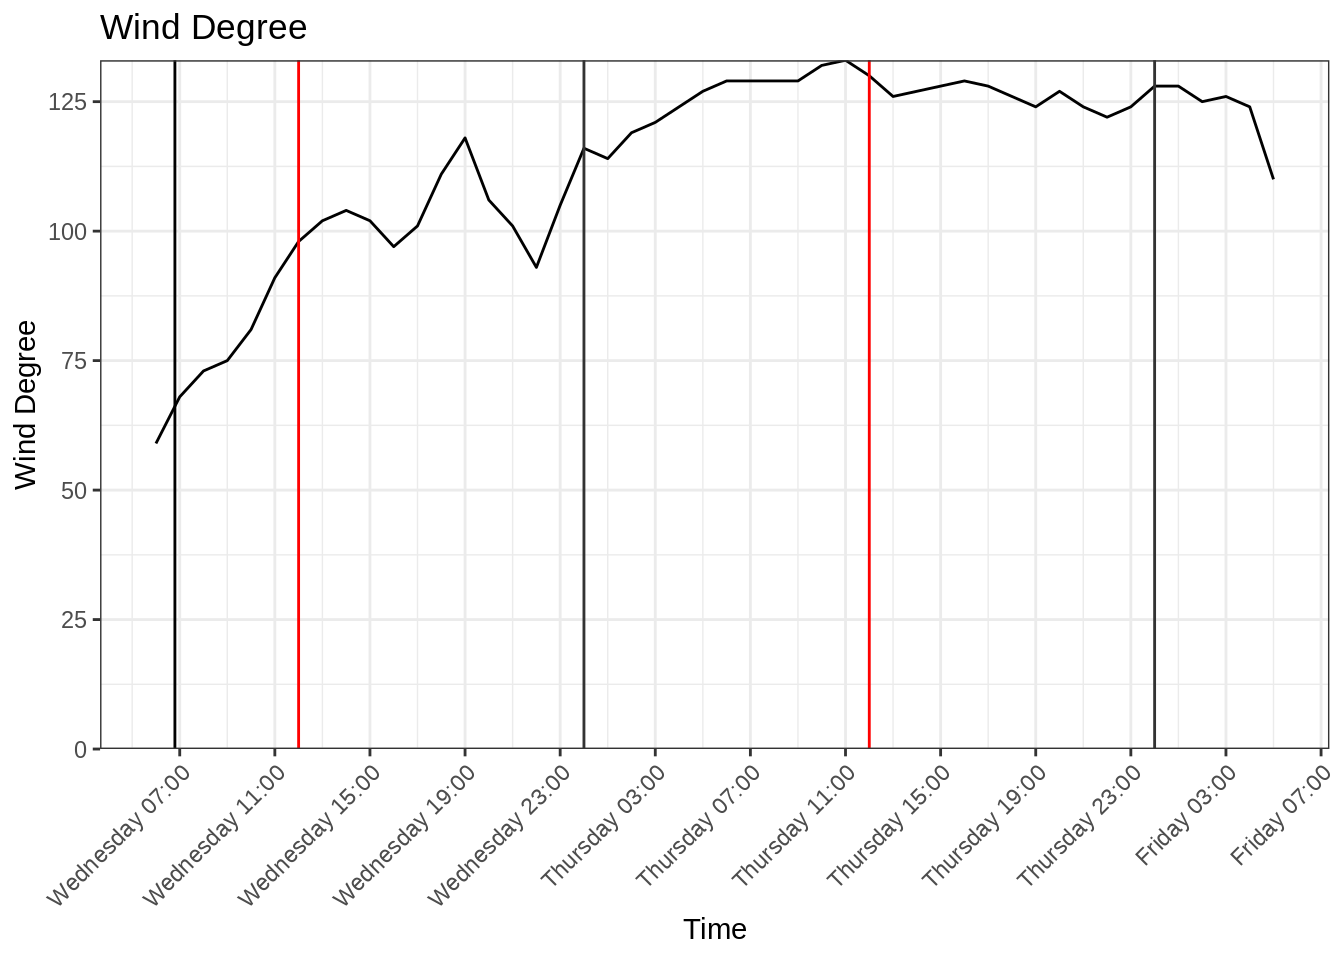 Wind Degree
Wind Degree
125
100
75
50
25
0
Wednesday 07:00
Wednesday 11:00
Wednesday 15:00
Wednesday 19:00
Wednesday 23:00
Thursday 03:00
Thursday 07:00
Thursday 11:00
Thursday 15:00
Thursday 19:00
Thursday 23:00
Friday 03:00
Friday 07:00
Time